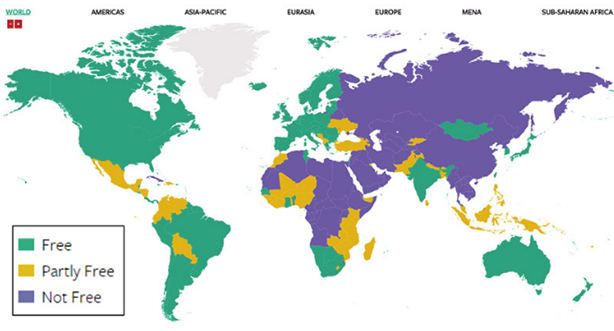 WORLD AMERICAS ASIA-PACIFIC EURASIA EUROPE MENA SUB-SAHARAN AFRICA
Free
Partly Free
Not Free